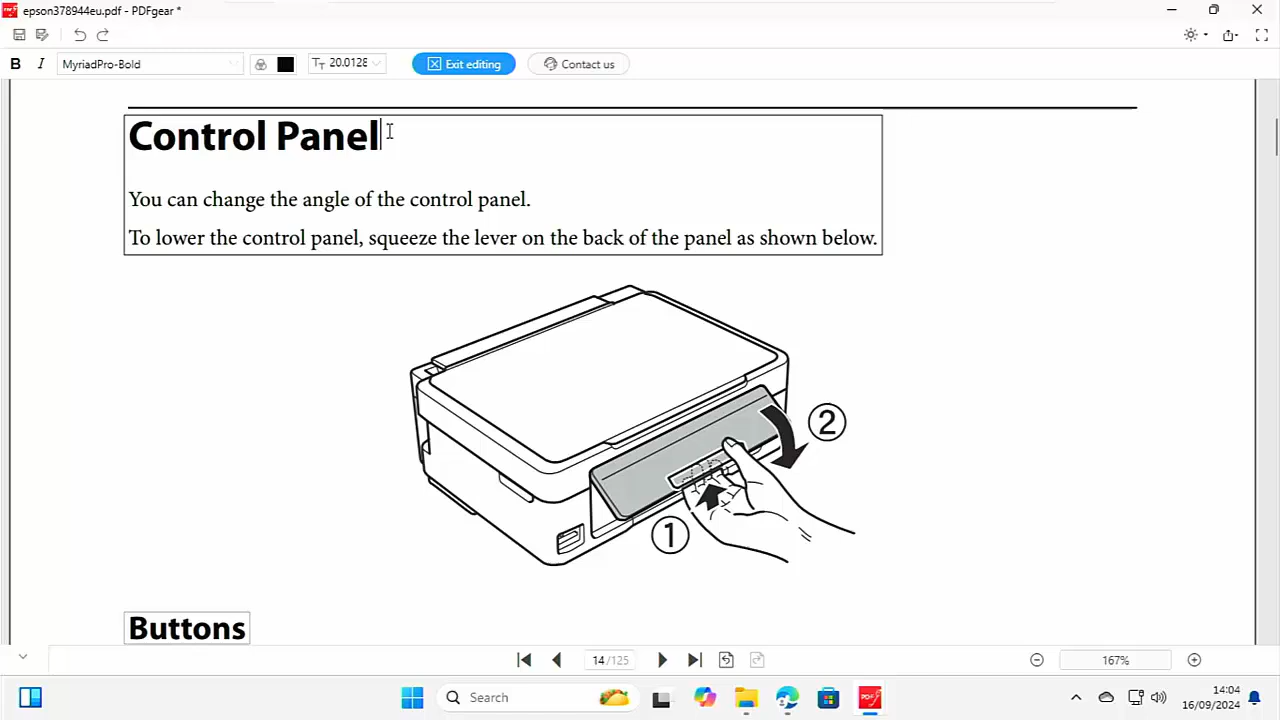 epson378944eu.pdf - PDFgear *
B I MyriadPro-Bold 20.0128 Exit editing Contact us
Control Panel
You can change the angle of the control panel.
To lower the control panel, squeeze the lever on the back of the panel as shown below.
②
①
Buttons
14 /125 167%
Search
14:04
16/09/2024